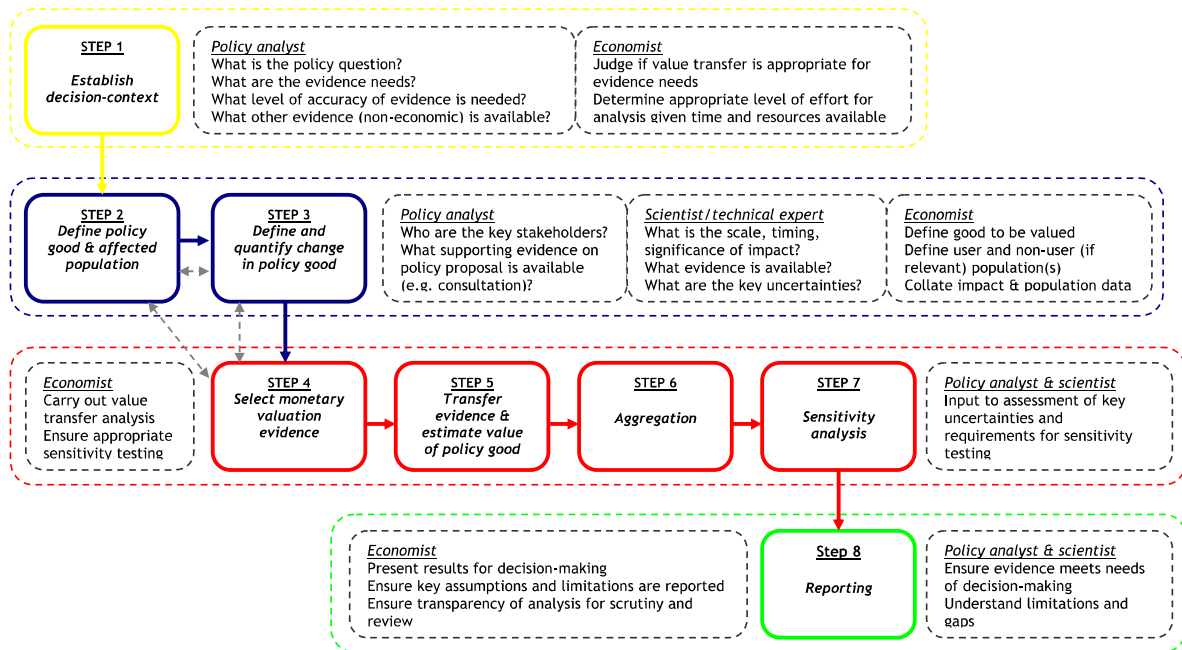 STEP 1
Establish
decision-context
Policy analyst
What is the policy question?
What are the evidence needs?
What level of accuracy of evidence is needed?
What other evidence (non-economic) is available?
Economist
Judge if value transfer is appropriate for
evidence needs
Determine appropriate level of effort for
analysis given time and resources available
STEP 2
Define policy
good & affected
population
STEP 3
Define and
quantify change
in policy good
Policy analyst
Who are the key stakeholders?
What supporting evidence on
policy proposal is available
(e.g. consultation)?
Scientist/technical expert
What is the scale, timing,
significance of impact?
What evidence is available?
What are the key uncertainties?
Economist
Define good to be valued
Define user and non-user (if
relevant) population(s)
Collate impact & population data
Economist
Carry out value
transfer analysis
Ensure appropriate
sensitivity testing
STEP 4
Select monetary
valuation
evidence
STEP 5
Transfer
evidence &
estimate value
of policy good
STEP 6
Aggregation
STEP 7
Sensitivity
analysis
Policy analyst & scientist
Input to assessment of key
uncertainties and
requirements for sensitivity
testing
Economist
Present results for decision-making
Ensure key assumptions and limitations are reported
Ensure transparency of analysis for scrutiny and
review
Step 8
Reporting
Policy analyst & scientist
Ensure evidence meets needs
of decision-making
Understand limitations and
gaps